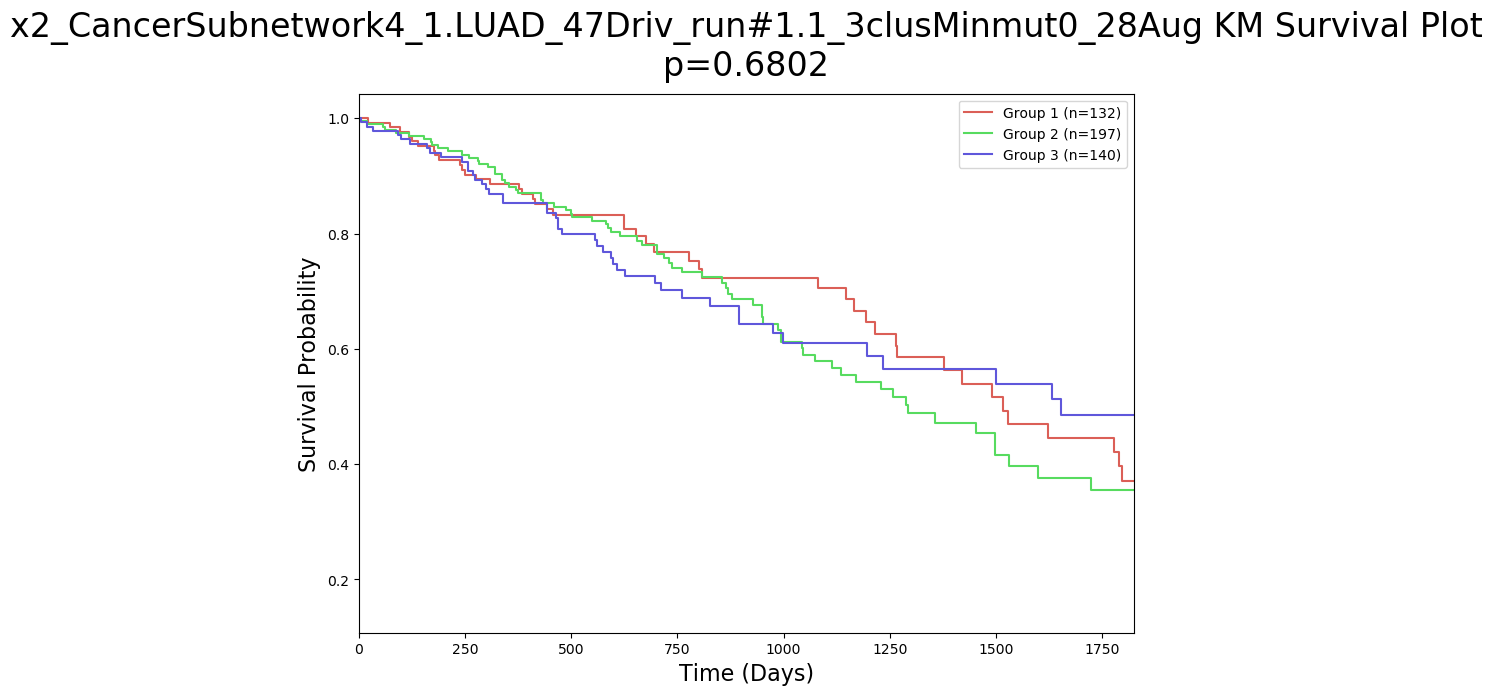 x2_CancerSubnetwork4_1.LUAD_47Driv_run#1.1_3clusMinmut0_28Aug KM Survival Plot
p=0.6802
Group 1 (n=132)
Group 2 (n=197)
Group 3 (n=140)
Survival Probability
1.0
0.8
0.6
0.4
0.2
0 250 500 750 1000 1250 1500 1750
Time (Days)